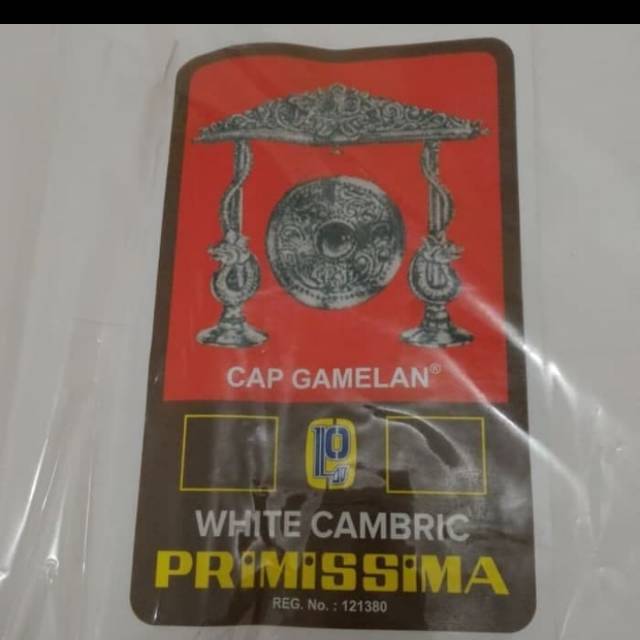 CAP GAMELAN®
WHITE CAMBRIC
PRIMISSIMA
REG. No. : 121380